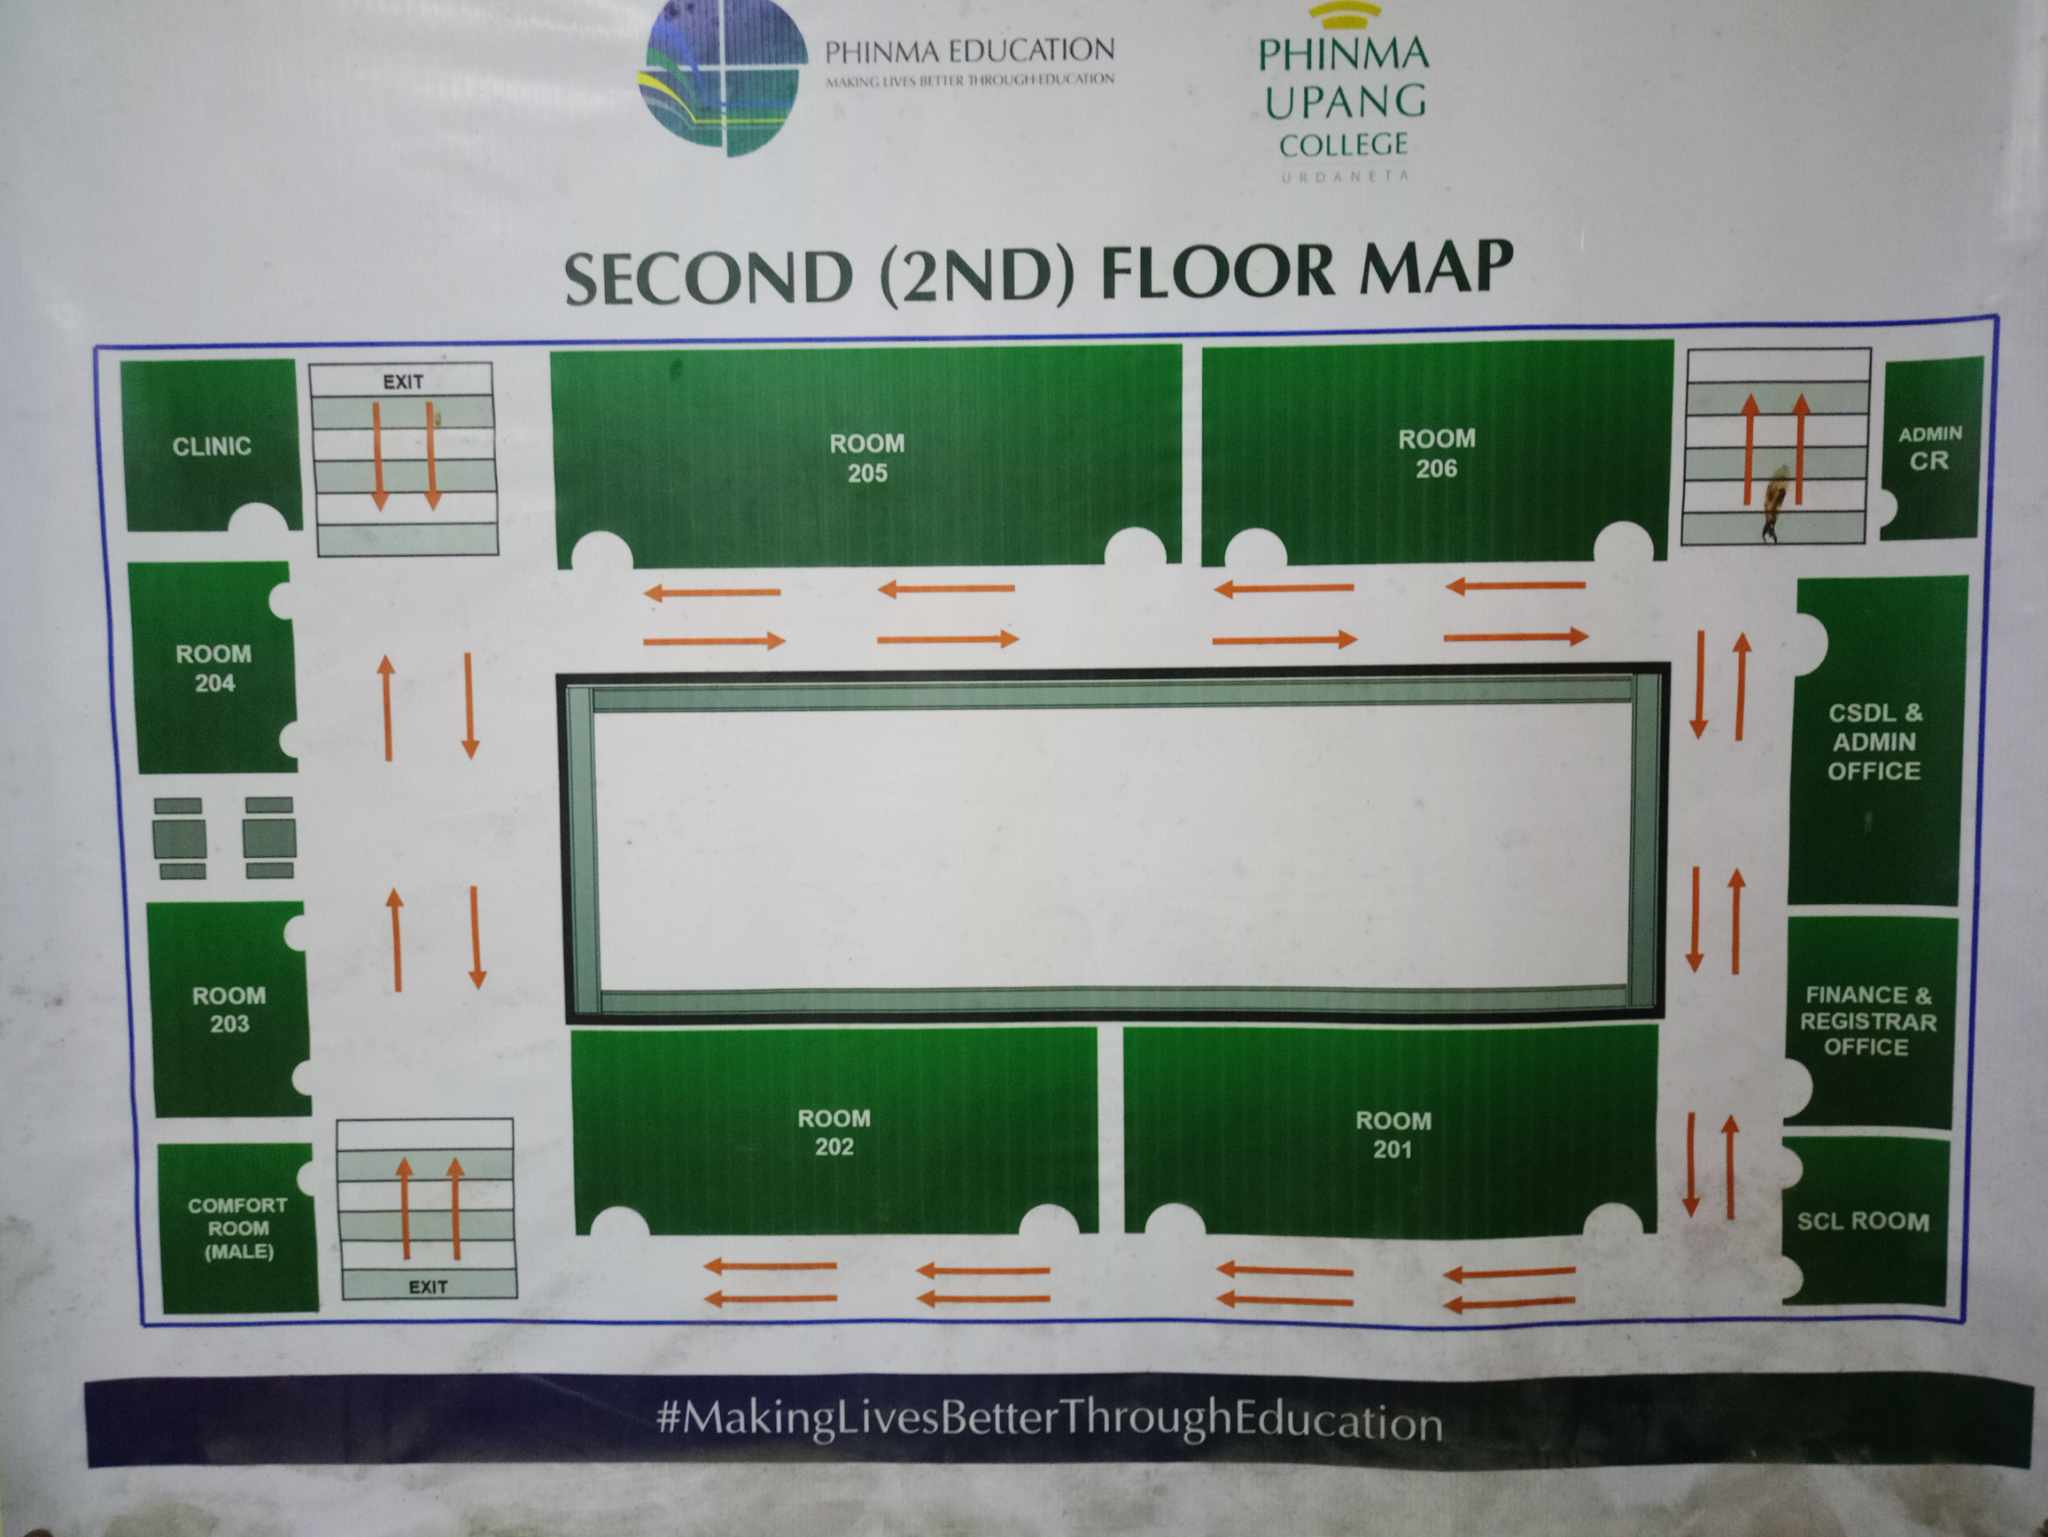 PHINMA EDUCATION
MAKING LIVES BETTER THROUGH EDUCATION
PHINMA
UPANG
COLLEGE
URDANETA
SECOND (2ND) FLOOR MAP
CLINIC
EXIT
ROOM
205
ROOM
206
ADMIN
CR
ROOM
204
CSDL &
ADMIN
OFFICE
ROOM
203
FINANCE &
REGISTRAR
OFFICE
COMFORT
ROOM
(MALE)
EXIT
ROOM
202
ROOM
201
SCL ROOM
#MakingLivesBetterThroughEducation